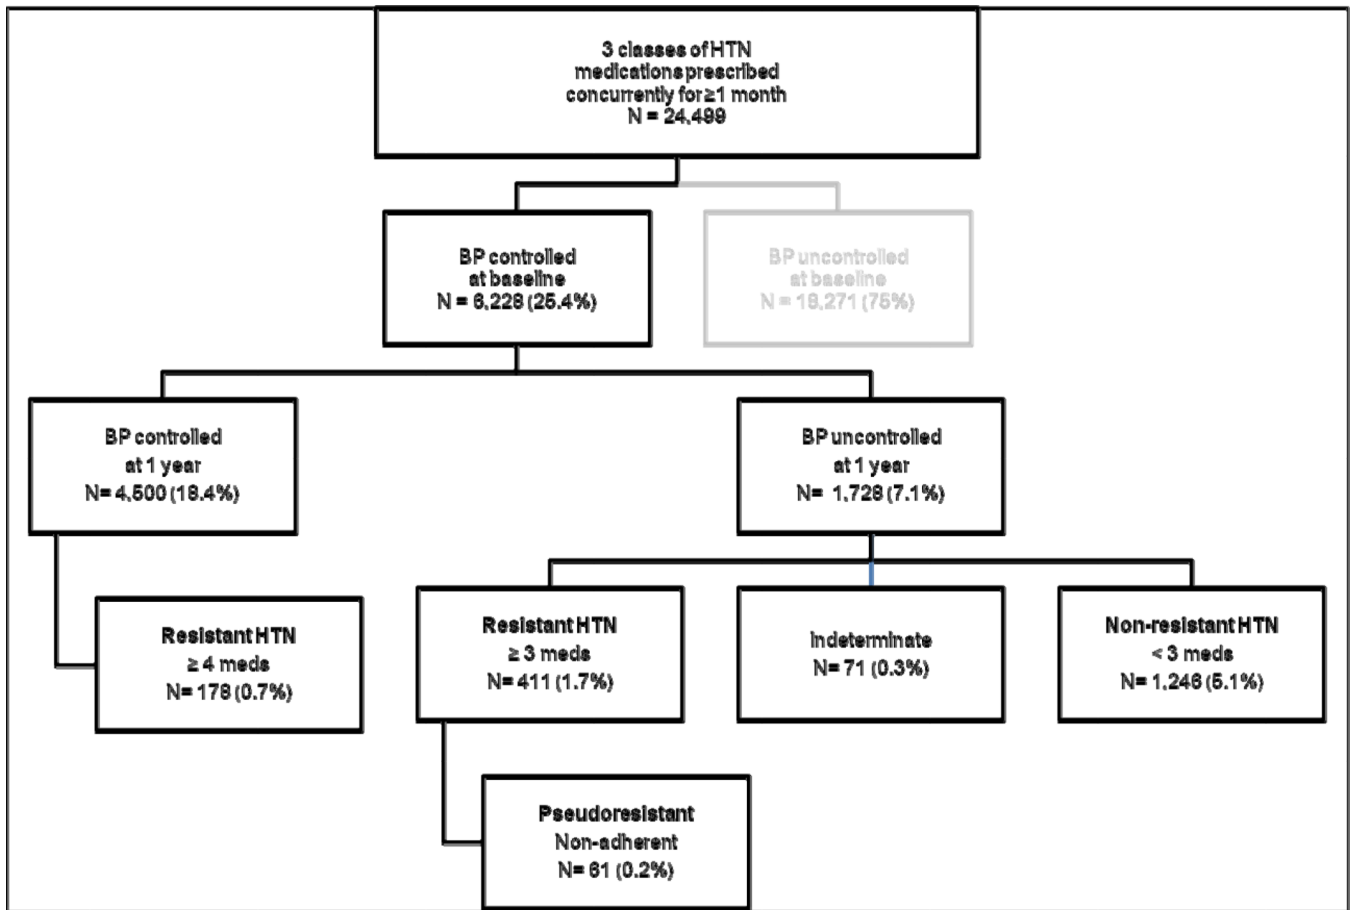 3 classes of HTN
medications prescribed
concurrently for ≥1 month
N = 24,499
BP controlled
at baseline
N = 6,228 (25.4%)
BP uncontrolled
at baseline
N = 18,271 (75%)
BP controlled
at 1 year
N= 4,500 (18.4%)
BP uncontrolled
at 1 year
N= 1,728 (7.1%)
Resistant HTN
≥ 4 meds
N= 178 (0.7%)
Resistant HTN
≥ 3 meds
N= 411 (1.7%)
Indeterminate
N= 71 (0.3%)
Non-resistant HTN
< 3 meds
N= 1,246 (5.1%)
Pseudoresistant
Non-adherent
N= 61 (0.2%)